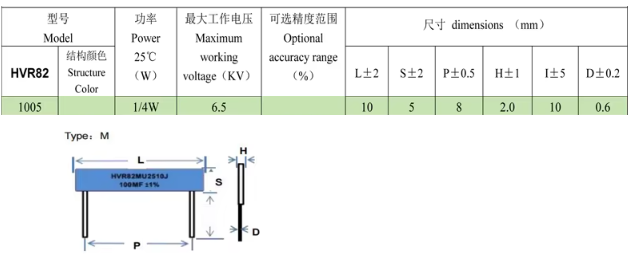 型号
Model
功率
Power
25℃
（W）
最大工作电压
Maximum
working
voltage（KV）
可选精度范围
Optional
accuracy range
（%）
尺寸 dimensions （mm）
HVR82
结构颜色
Structure
Color
L±2
S±2
P±0.5
H±1
I±5
D±0.2
1005
1/4W
6.5
10
5
8
2.0
10
0.6
Type：M
L
H
HVR82MU2510J
100MF ±1%
S
D
P